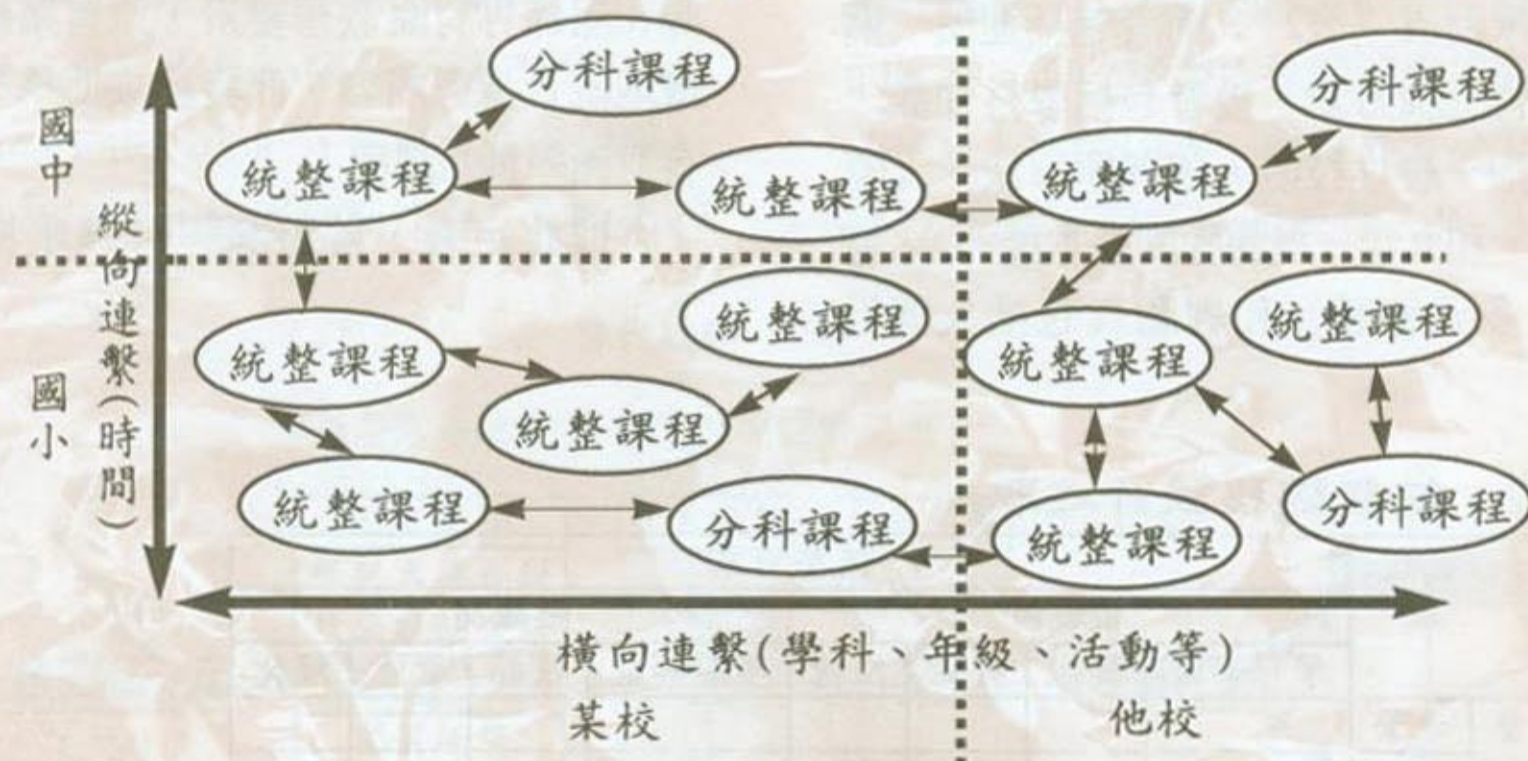 分科課程
分科課程
國中
統整課程
統整課程
統整課程
縱向連繫(時間)
統整課程
統整課程
統整課程
統整課程
國小
統整課程
統整課程
分科課程
統整課程
分科課程
橫向連繫(學科、年級、活動等)
某校
他校